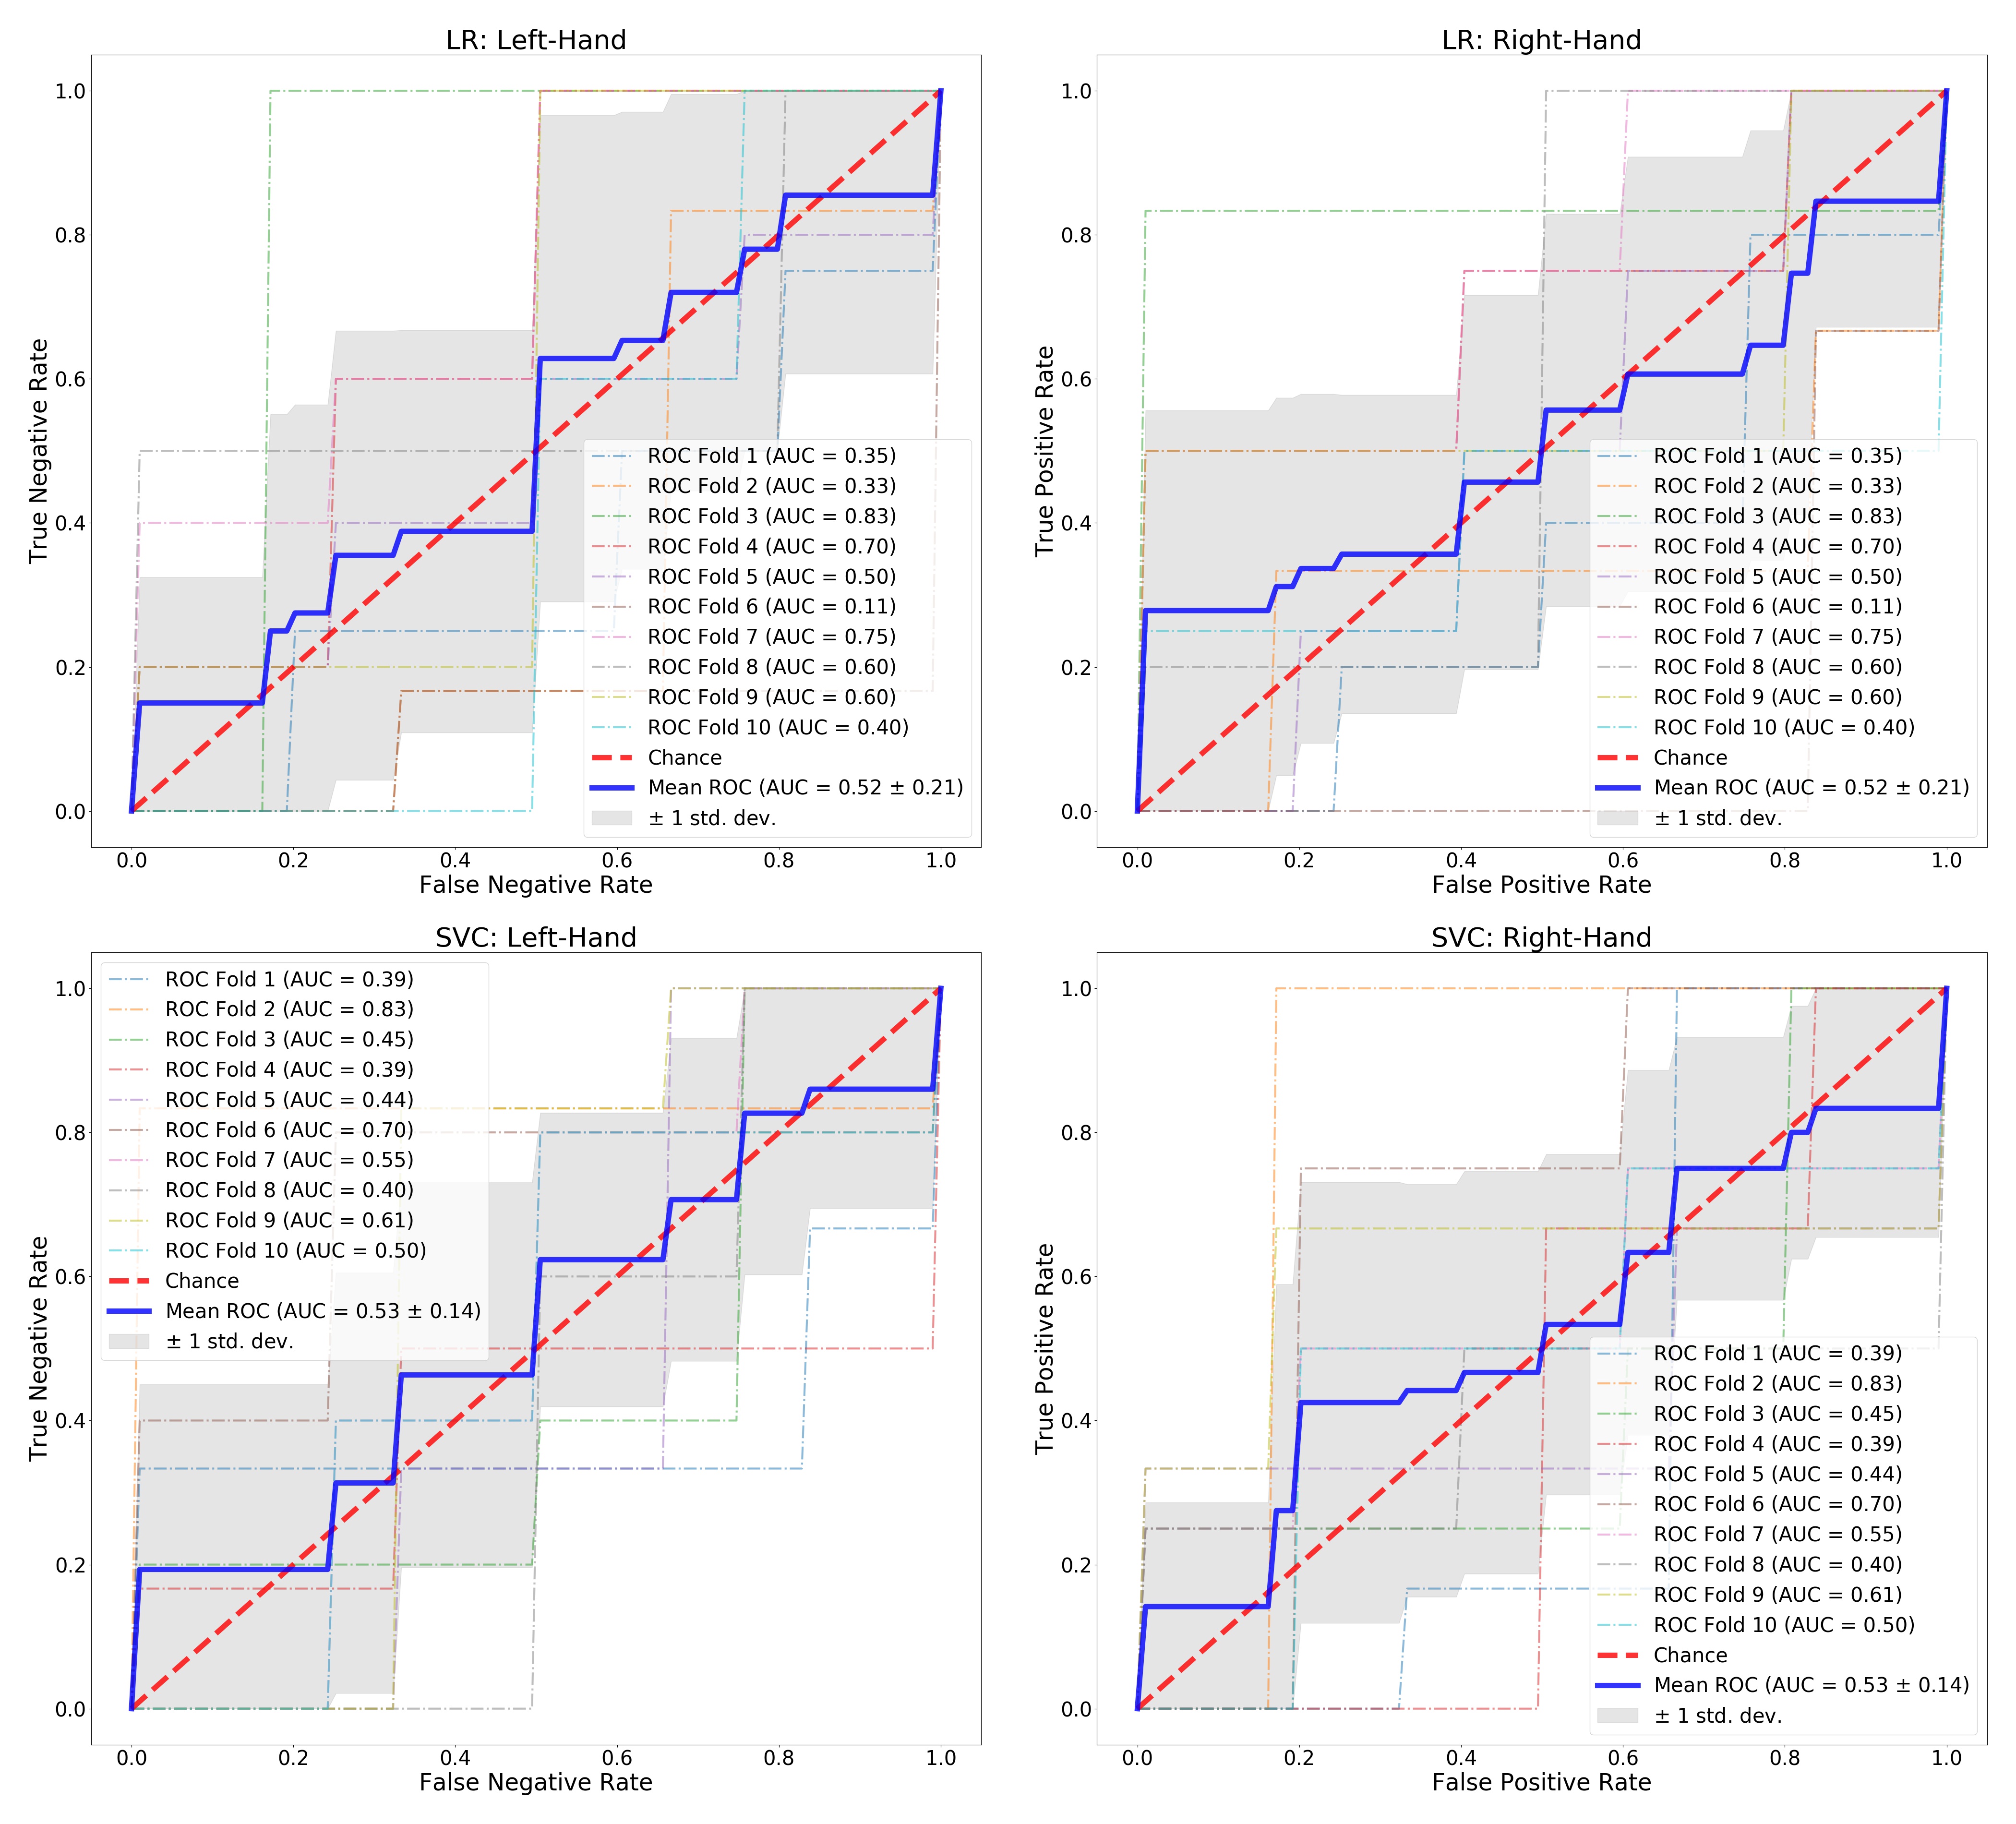 LR: Left-Hand
True Negative Rate
1.0
0.8
0.6
0.4
0.2
0.0
ROC Fold 1 (AUC = 0.35)
ROC Fold 2 (AUC = 0.33)
ROC Fold 3 (AUC = 0.83)
ROC Fold 4 (AUC = 0.70)
ROC Fold 5 (AUC = 0.50)
ROC Fold 6 (AUC = 0.11)
ROC Fold 7 (AUC = 0.75)
ROC Fold 8 (AUC = 0.60)
ROC Fold 9 (AUC = 0.60)
ROC Fold 10 (AUC = 0.40)
Chance
Mean ROC (AUC = 0.52 ± 0.21)
± 1 std. dev.
0.0 0.2 0.4 0.6 0.8 1.0
False Negative Rate
LR: Right-Hand
True Positive Rate
1.0
0.8
0.6
0.4
0.2
0.0
ROC Fold 1 (AUC = 0.35)
ROC Fold 2 (AUC = 0.33)
ROC Fold 3 (AUC = 0.83)
ROC Fold 4 (AUC = 0.70)
ROC Fold 5 (AUC = 0.50)
ROC Fold 6 (AUC = 0.11)
ROC Fold 7 (AUC = 0.75)
ROC Fold 8 (AUC = 0.60)
ROC Fold 9 (AUC = 0.60)
ROC Fold 10 (AUC = 0.40)
Chance
Mean ROC (AUC = 0.52 ± 0.21)
± 1 std. dev.
0.0 0.2 0.4 0.6 0.8 1.0
False Positive Rate
SVC: Left-Hand
True Negative Rate
1.0
0.8
0.6
0.4
0.2
0.0
ROC Fold 1 (AUC = 0.39)
ROC Fold 2 (AUC = 0.83)
ROC Fold 3 (AUC = 0.45)
ROC Fold 4 (AUC = 0.39)
ROC Fold 5 (AUC = 0.44)
ROC Fold 6 (AUC = 0.70)
ROC Fold 7 (AUC = 0.55)
ROC Fold 8 (AUC = 0.40)
ROC Fold 9 (AUC = 0.61)
ROC Fold 10 (AUC = 0.50)
Chance
Mean ROC (AUC = 0.53 ± 0.14)
± 1 std. dev.
0.0 0.2 0.4 0.6 0.8 1.0
False Negative Rate
SVC: Right-Hand
True Positive Rate
1.0
0.8
0.6
0.4
0.2
0.0
ROC Fold 1 (AUC = 0.39)
ROC Fold 2 (AUC = 0.83)
ROC Fold 3 (AUC = 0.45)
ROC Fold 4 (AUC = 0.39)
ROC Fold 5 (AUC = 0.44)
ROC Fold 6 (AUC = 0.70)
ROC Fold 7 (AUC = 0.55)
ROC Fold 8 (AUC = 0.40)
ROC Fold 9 (AUC = 0.61)
ROC Fold 10 (AUC = 0.50)
Chance
Mean ROC (AUC = 0.53 ± 0.14)
± 1 std. dev.
0.0 0.2 0.4 0.6 0.8 1.0
False Positive Rate